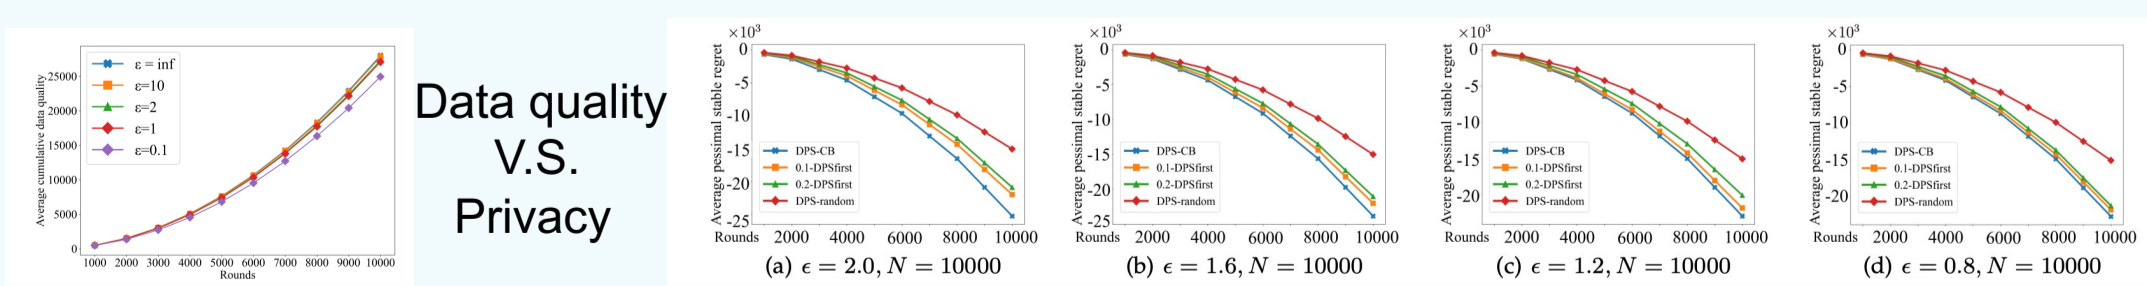 Average cumulative data quality
25000
20000
15000
10000
5000
0
ε = inf
ε=10
ε=2
ε=1
ε=0.1
1000 2000 3000 4000 5000 6000 7000 8000 9000 10000
Rounds
Data quality
V.S.
Privacy
×10³
Average pessimal stable regret
0
-5
-10
-15
-20
-25
DPS-CB
0.1-DPSfirst
0.2-DPSfirst
DPS-random
Rounds 2000 4000 6000 8000 10000
(a) ϵ = 2.0, N = 10000
×10³
Average pessimal stable regret
0
-5
-10
-15
-20
-25
DPS-CB
0.1-DPSfirst
0.2-DPSfirst
DPS-random
Rounds 2000 4000 6000 8000 10000
(b) ϵ = 1.6, N = 10000
×10³
Average pessimal stable regret
0
-5
-10
-15
-20
DPS-CB
0.1-DPSfirst
0.2-DPSfirst
DPS-random
Rounds 2000 4000 6000 8000 10000
(c) ϵ = 1.2, N = 10000
×10³
Average pessimal stable regret
0
-5
-10
-15
-20
DPS-CB
0.1-DPSfirst
0.2-DPSfirst
DPS-random
Rounds 2000 4000 6000 8000 10000
(d) ϵ = 0.8, N = 10000